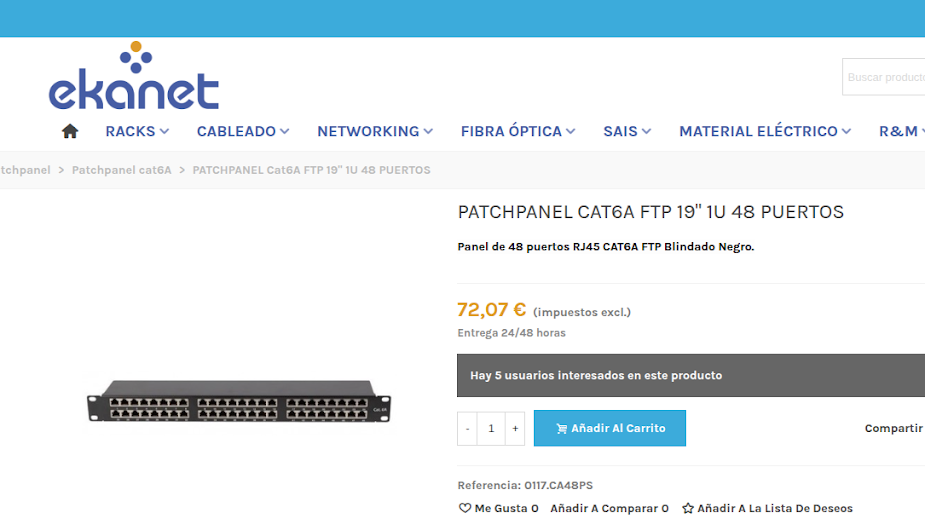 ekanet
Buscar producto
RACKS CABLEADO NETWORKING FIBRA ÓPTICA SAIS MATERIAL ELÉCTRICO R&M
tchpanel > Patchpanel cat6A > PATCHPANEL Cat6A FTP 19" 1U 48 PUERTOS
PATCHPANEL CAT6A FTP 19" 1U 48 PUERTOS
Panel de 48 puertos RJ45 CAT6A FTP Blindado Negro.
72,07 € (impuestos excl.)
Entrega 24/48 horas
Hay 5 usuarios interesados en este producto
- 1 + Añadir Al Carrito
Compartir
Referencia: 0117.CA48PS
Me Gusta 0 Añadir A Comparar 0 Añadir A La Lista De Deseos